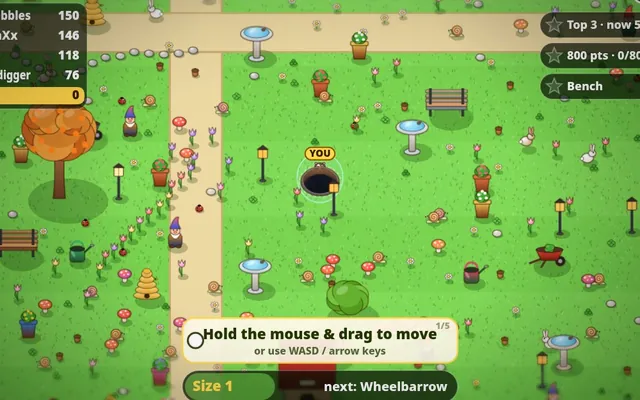 bbles 150
aXx 146
118
digger 76
0
Top 3 · now 5
800 pts · 0/80
Bench
YOU
1/5
Hold the mouse & drag to move
or use WASD / arrow keys
Size 1
next: Wheelbarrow